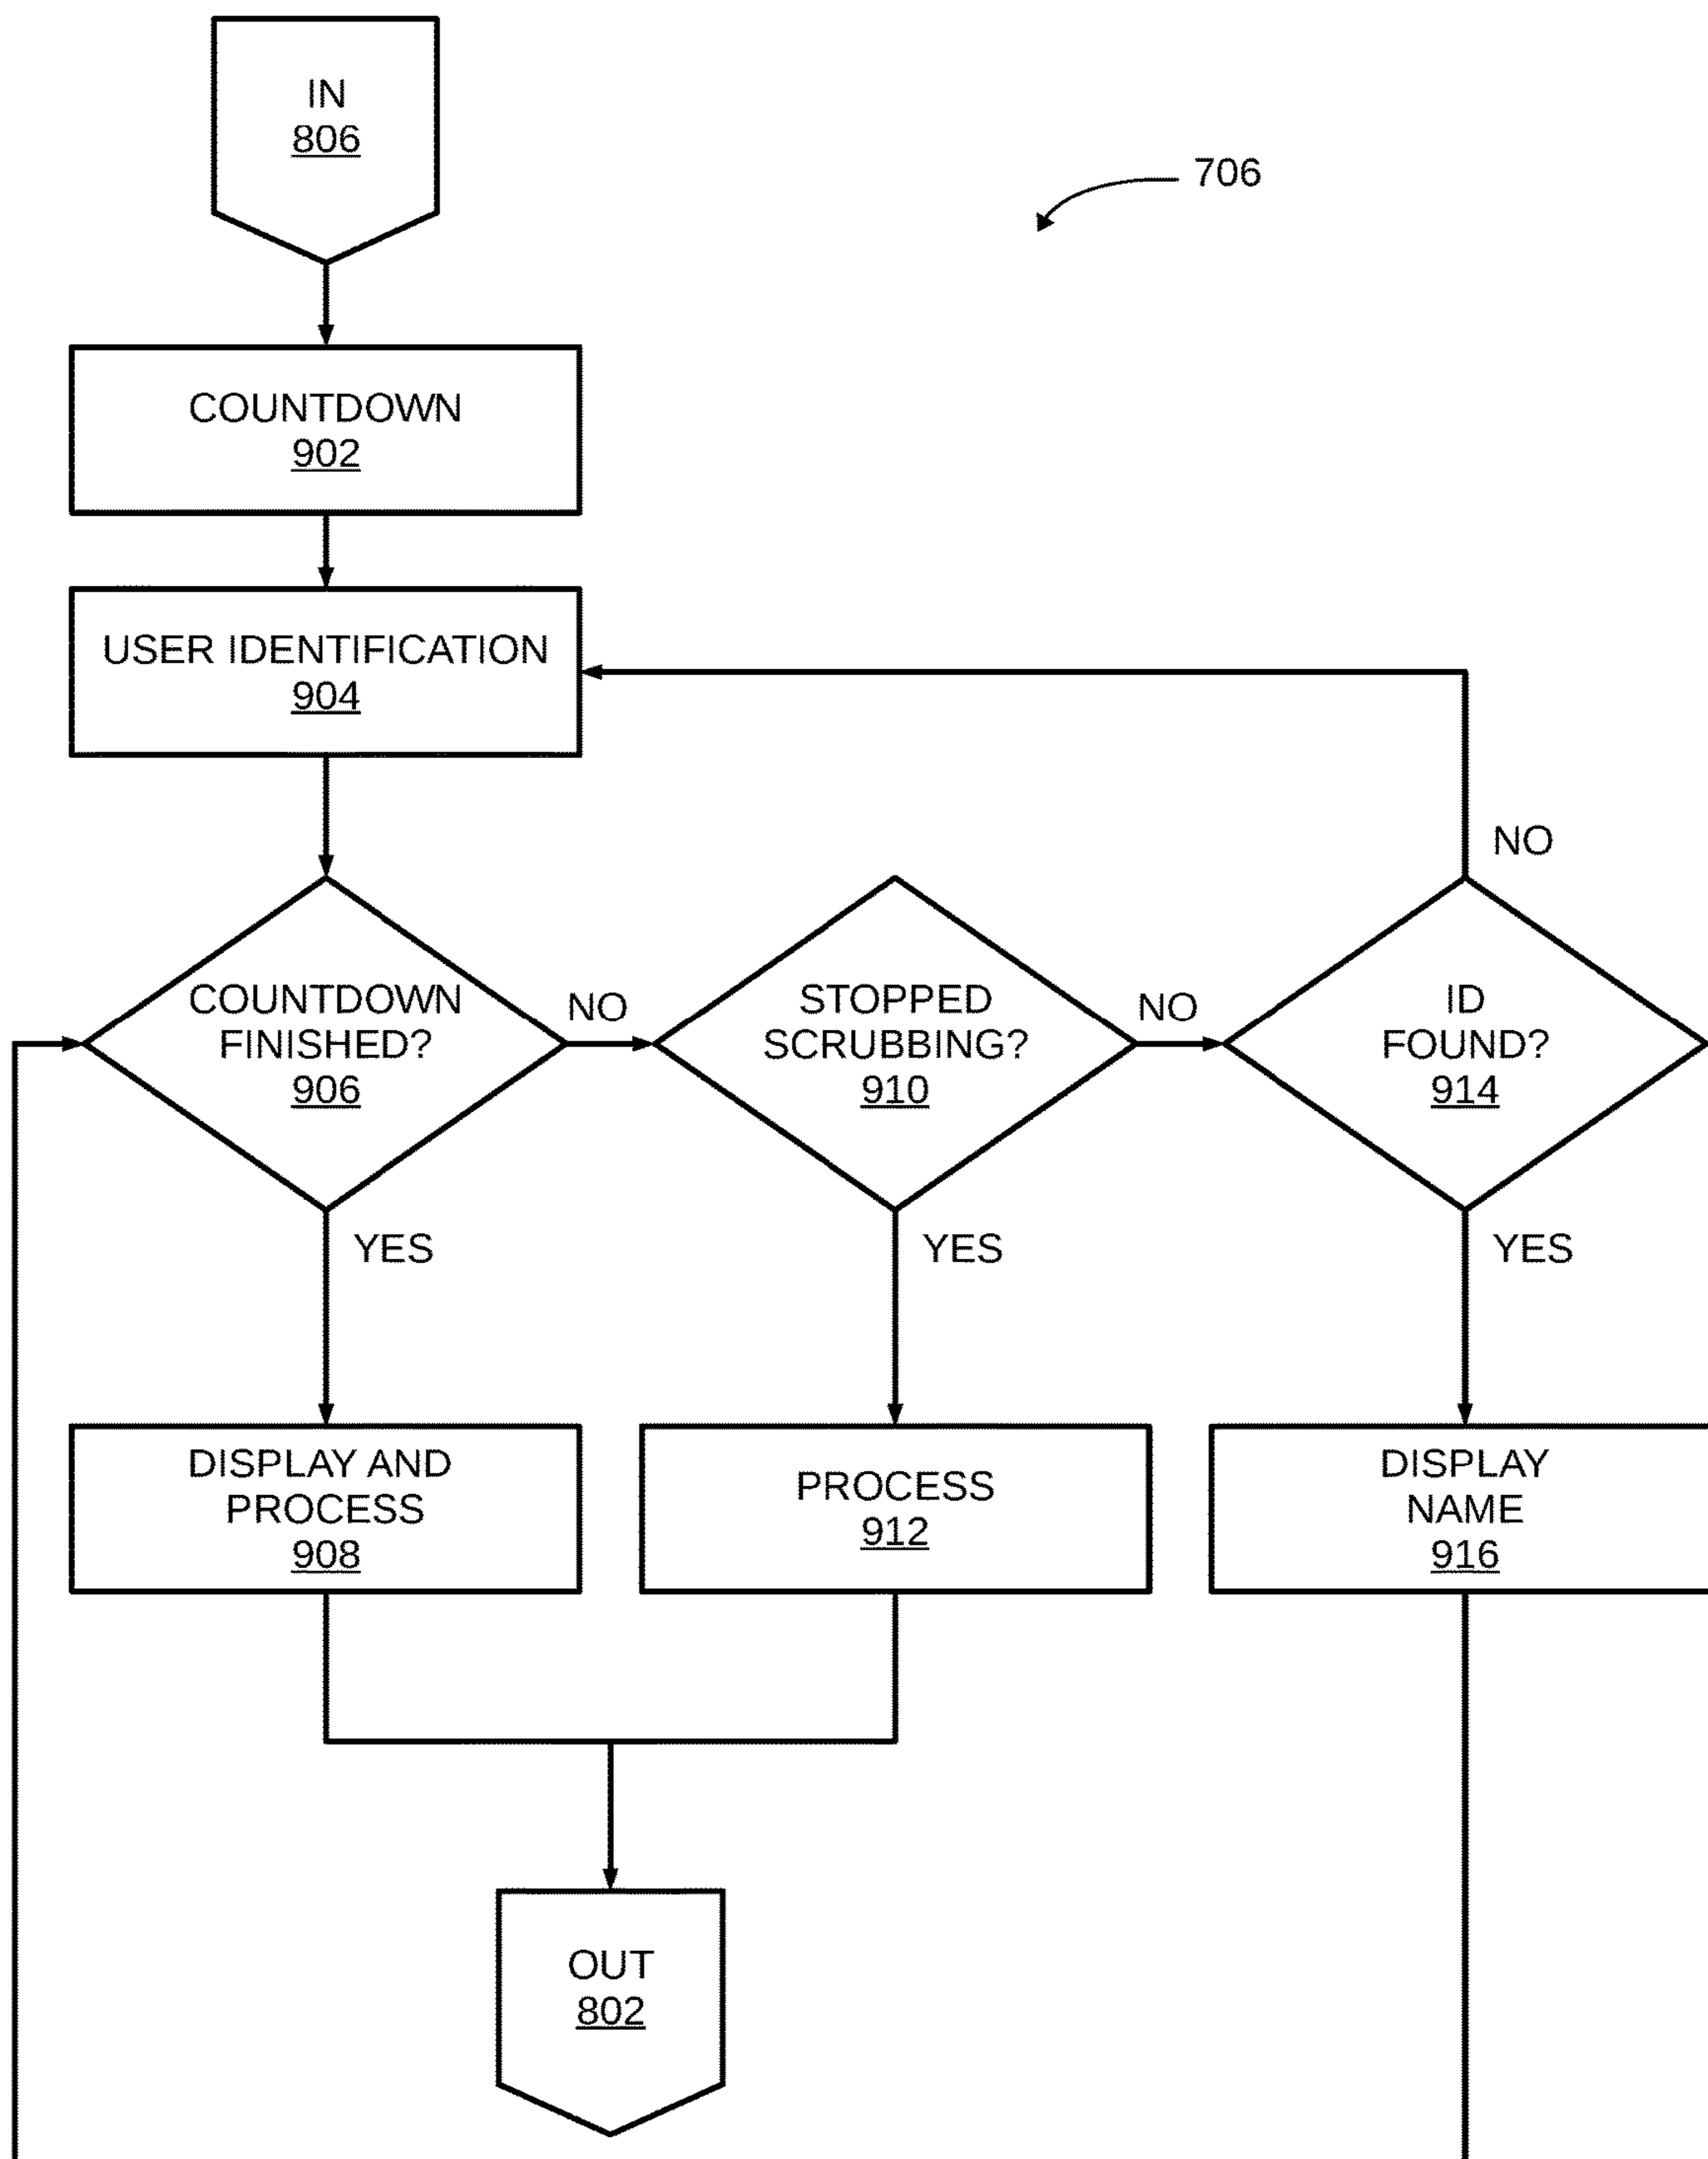 IN
806
706
COUNTDOWN
902
USER IDENTIFICATION
904
NO
COUNTDOWN
FINISHED?
906
NO
STOPPED
SCRUBBING?
910
NO
ID
FOUND?
914
YES
YES
YES
DISPLAY AND
PROCESS
908
PROCESS
912
DISPLAY
NAME
916
OUT
802